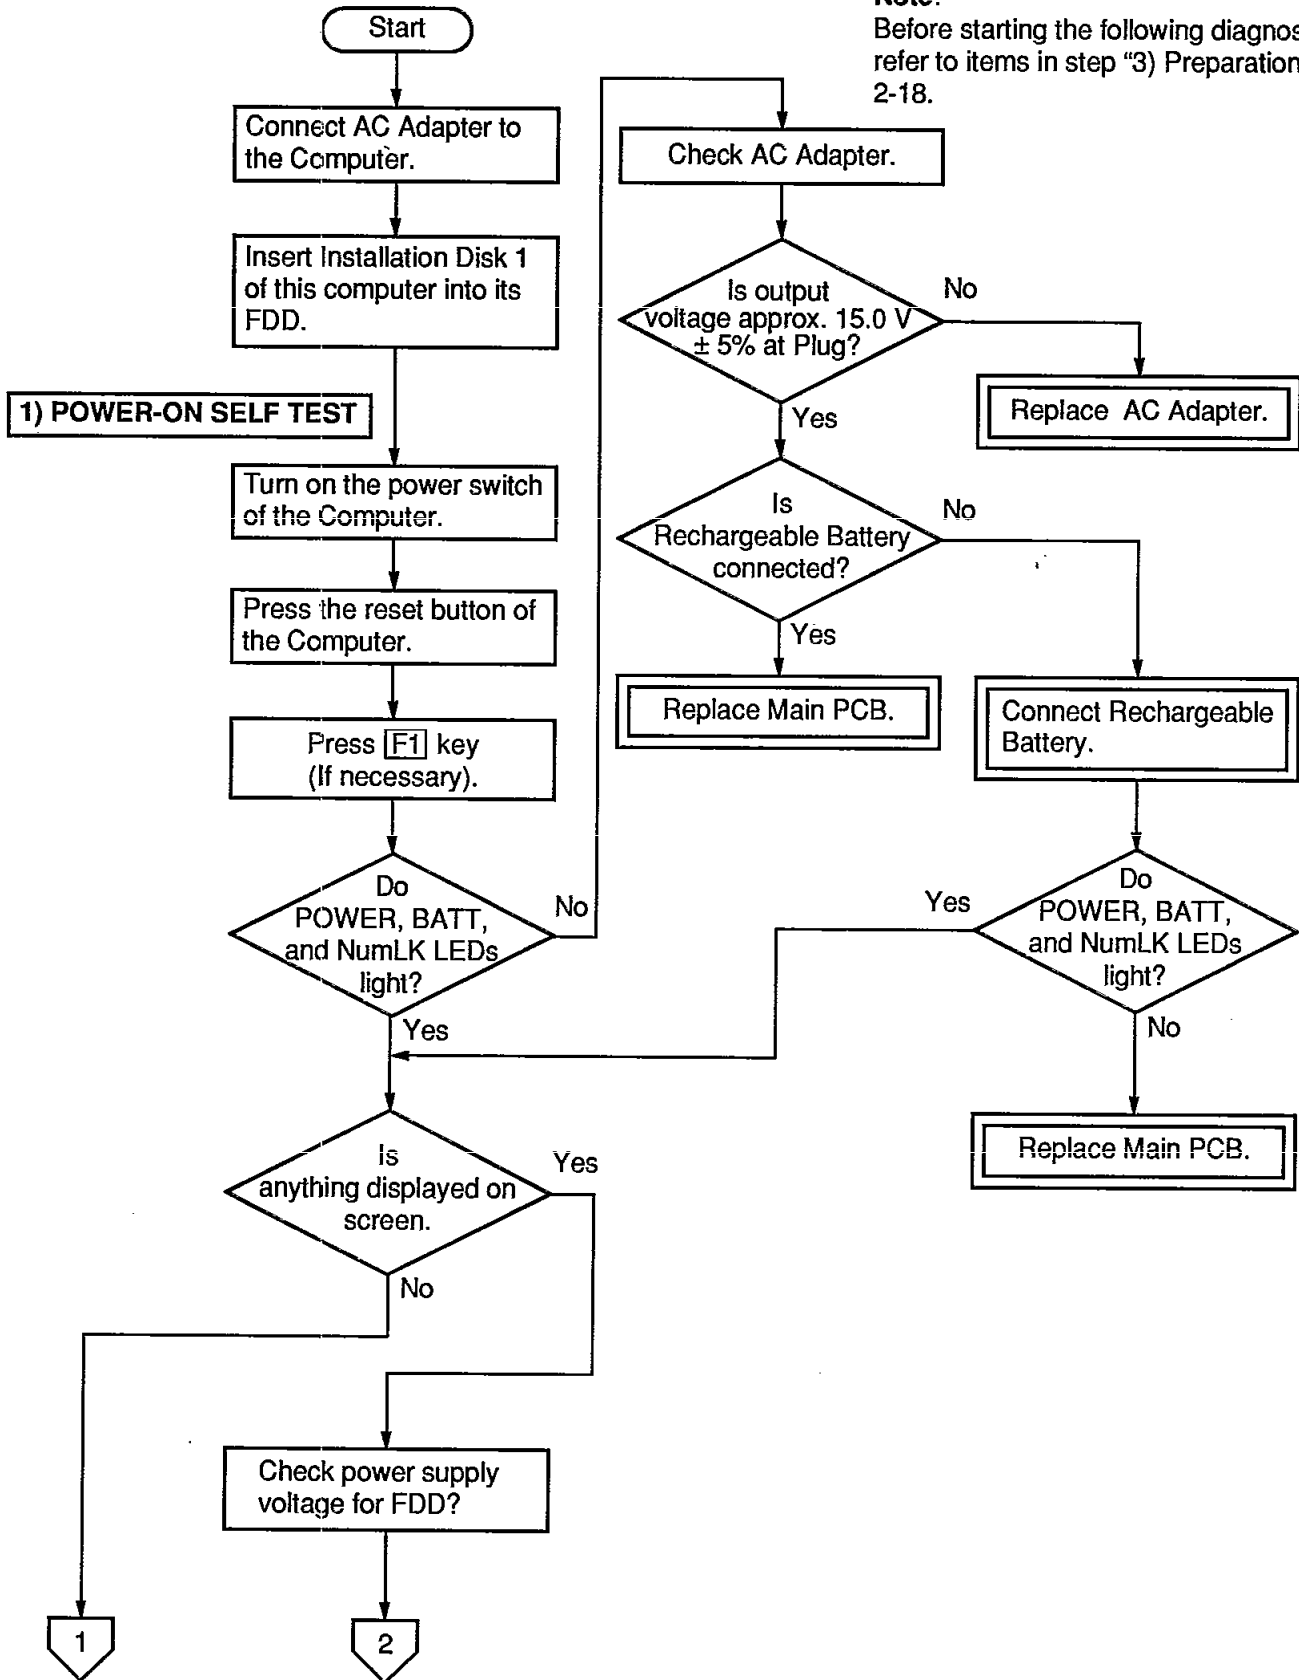 Note:
Before starting the following diagnos
refer to items in step “3) Preparation
2-18.
Start
Connect AC Adapter to
the Computer.
Insert Installation Disk 1
of this computer into its
FDD.
1) POWER-ON SELF TEST
Turn on the power switch
of the Computer.
Press the reset button of
the Computer.
Press F1 key
(If necessary).
Do
POWER, BATT,
and NumLK LEDs
light?
No
Yes
Is
anything displayed on
screen.
Yes
No
Check power supply
voltage for FDD?
1
2
Check AC Adapter.
Is output
voltage approx. 15.0 V
± 5% at Plug?
No
Yes
Replace AC Adapter.
Is
Rechargeable Battery
connected?
No
Yes
Replace Main PCB.
Connect Rechargeable
Battery.
Do
POWER, BATT,
and NumLK LEDs
light?
Yes
No
Replace Main PCB.